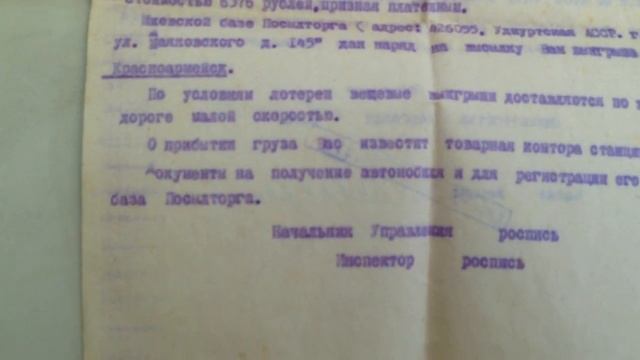 стоимостью 6376 рублей, признан платежным.
Ижевской базе Посылторга ( адрес: 426055, Удмуртская АССР, г
ул. Маяковского д. 145" дан наряд на высылку Вам выигрыша
Красноармейск.
По условиям лотереи вещевые выигрыши доставляются по
дороге малой скоростью.
О прибытии груза Вас известит товарная контора станци
Документы на получение автомобиля и для регистрации его
база Посылторга.
Начальник Управления роспись
Инспектор роспись